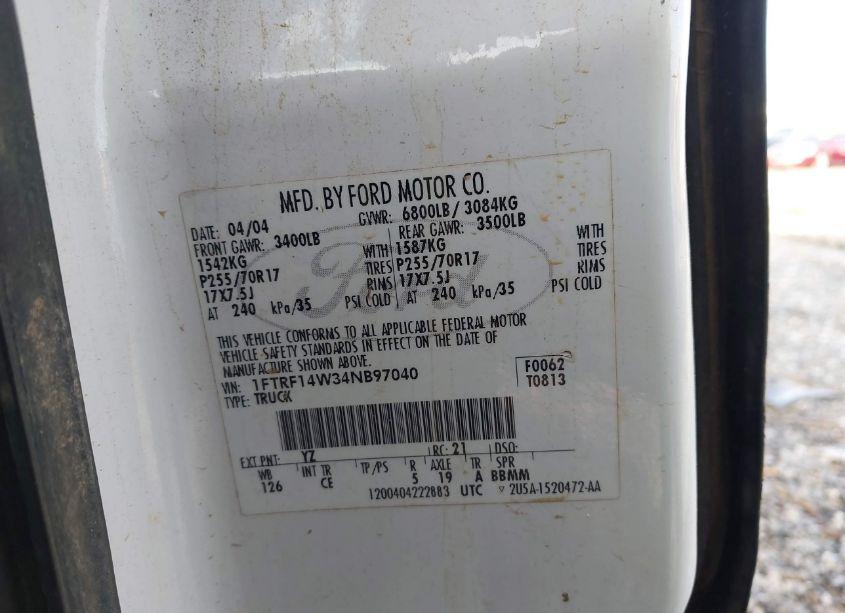 MFD. BY FORD MOTOR CO.
DATE: 04/04 GVWR: 6800LB/ 3084KG
FRONT GAWR: 3400LB REAR GAWR: 3500LB
1542KG WITH 1587KG WITH
P255/70R17 TIRES P255/70R17 TIRES
17X7.5J RIMS 17X7.5J RIMS
AT 240 kPa/35 PSI COLD AT 240 kPa/35 PSI COLD
Ford
THIS VEHICLE CONFORMS TO ALL APPLICABLE FEDERAL MOTOR
VEHICLE SAFETY STANDARDS IN EFFECT ON THE DATE OF
MANUFACTURE SHOWN ABOVE.
VIN: 1FTRF14W34NB97040 F0062
TYPE: TRUCK T0813
EXT PNT: YZ RC: 21 DSO:
WB INT TR TP/PS R AXLE TR SPR
126 CE 5 19 A BBMM
1200404222883 UTC ▽ 2U5A-1520472-AA